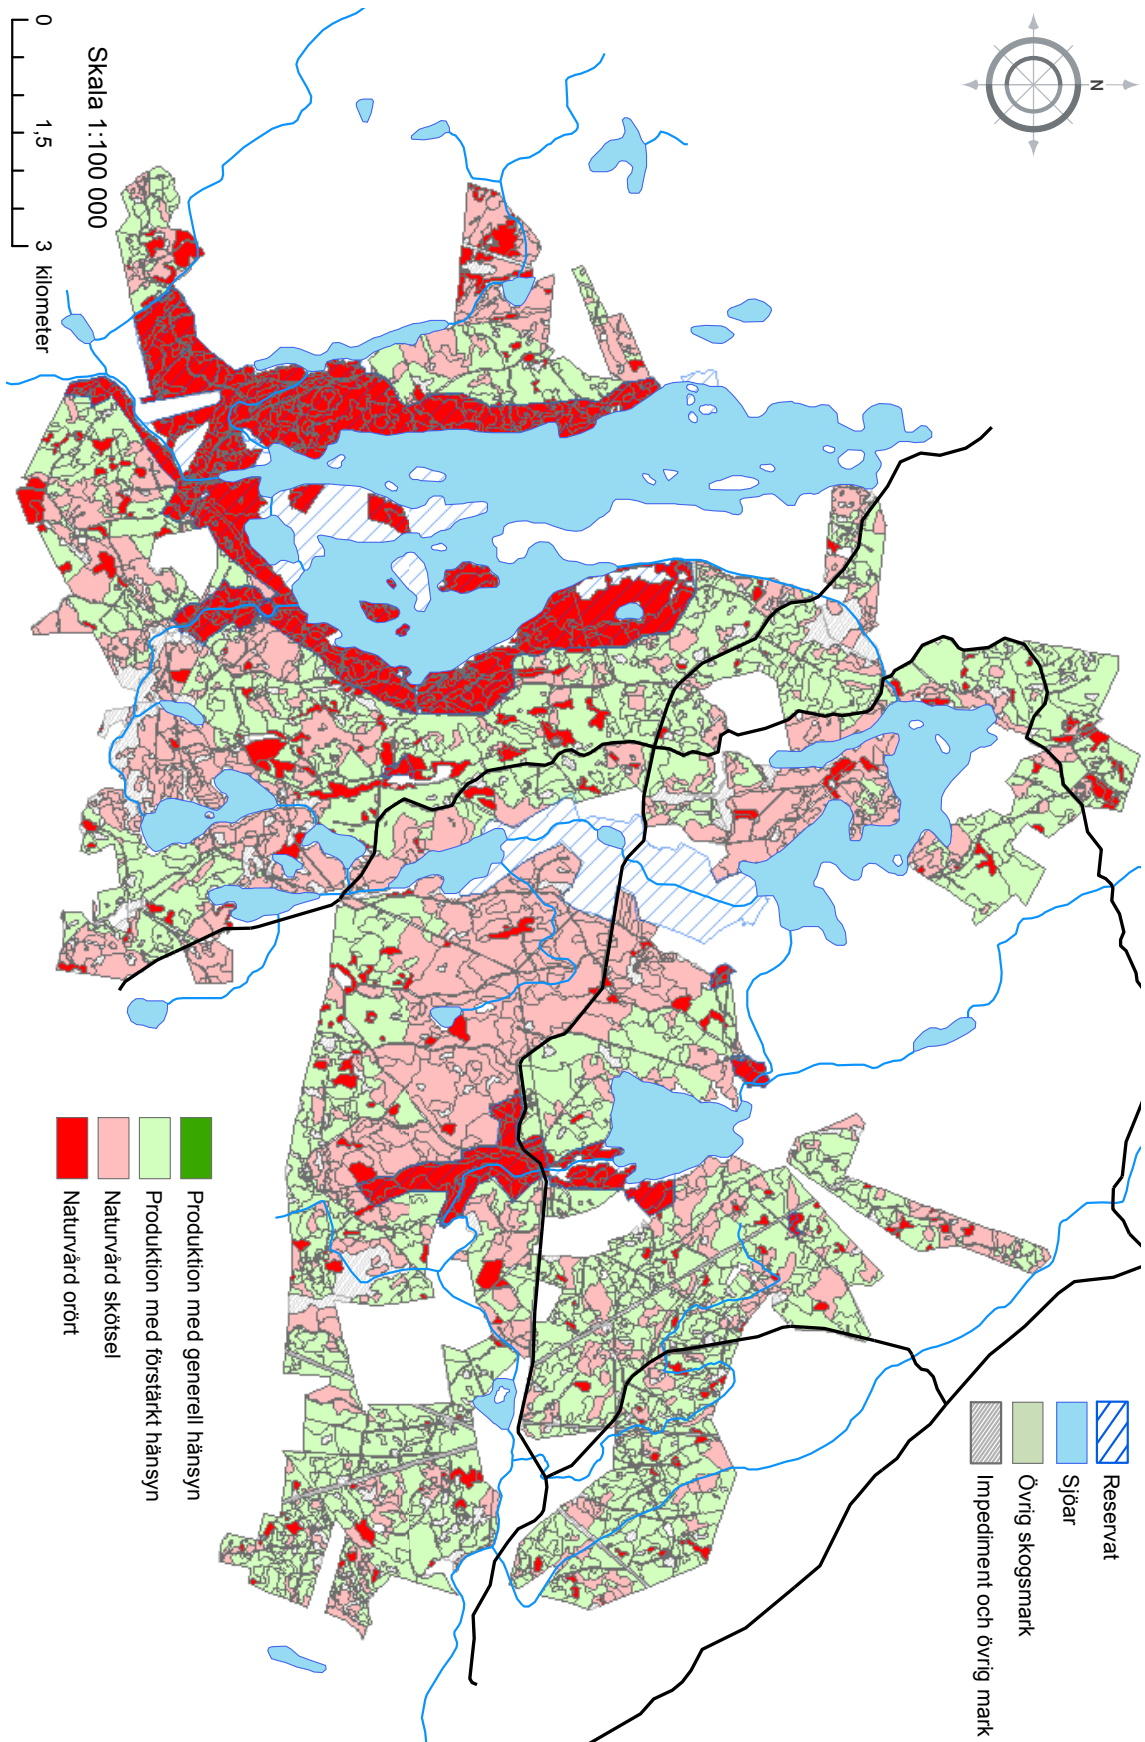 N
Skala 1:100 000
0 1,5 3 kilometer
Reservat
Sjöar
Övrig skogsmark
Impediment och övrig mark
Produktion med generell hänsyn
Produktion med förstärkt hänsyn
Naturvård skötsel
Naturvård orört